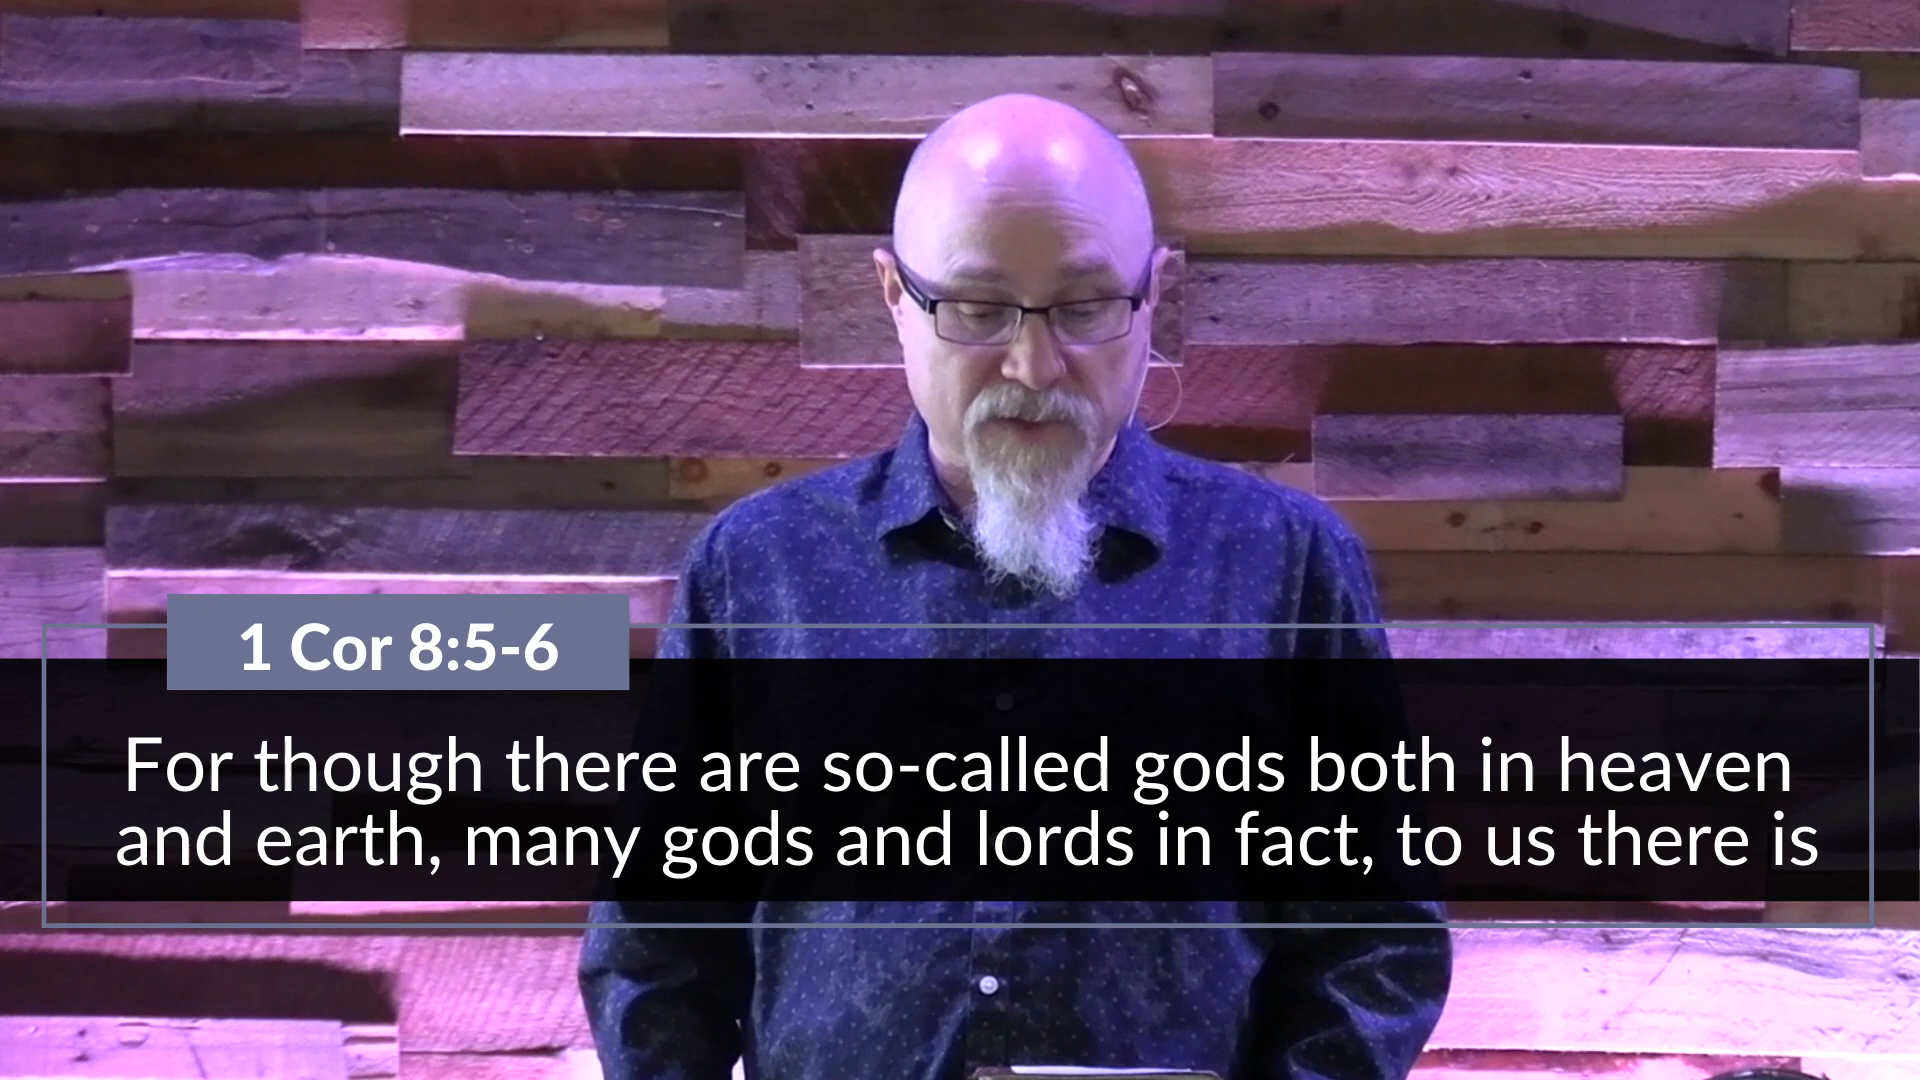 1 Cor 8:5-6
For though there are so-called gods both in heaven
and earth, many gods and lords in fact, to us there is